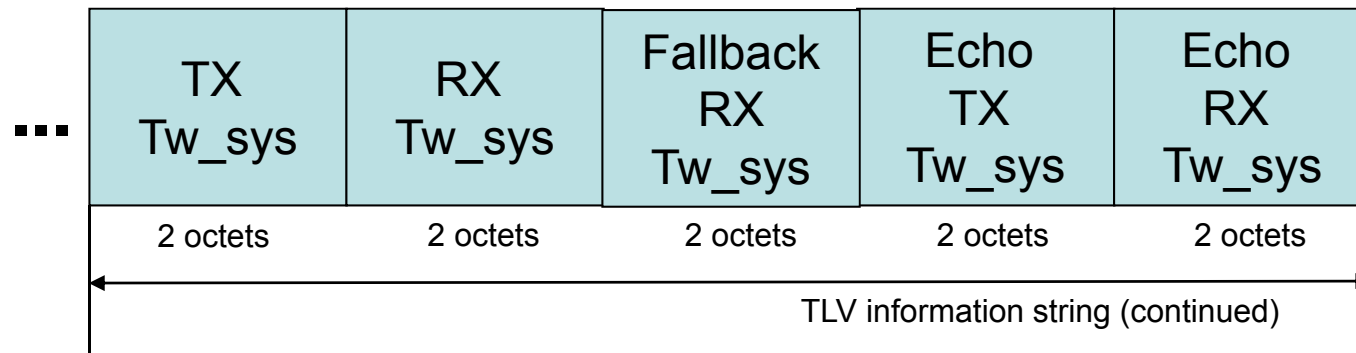 ...
TX
Tw_sys
RX
Tw_sys
Fallback
RX
Tw_sys
Echo
TX
Tw_sys
Echo
RX
Tw_sys
2 octets
2 octets
2 octets
2 octets
2 octets
TLV information string (continued)